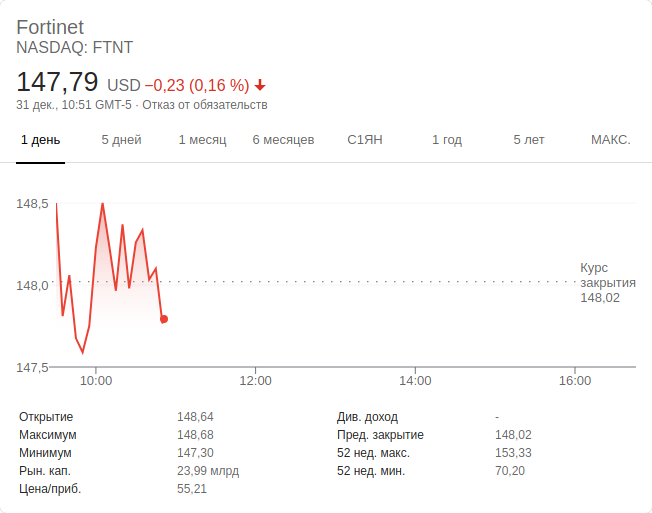 Fortinet
NASDAQ: FTNT
147,79 USD −0,23 (0,16 %)
31 дек., 10:51 GMT-5 · Отказ от обязательств
1 день 5 дней 1 месяц 6 месяцев С1ЯН 1 год 5 лет МАКС.
148,5
148,0
147,5
Курс
закрытия
148,02
10:00 12:00 14:00 16:00
Открытие 148,64
Максимум 148,68
Минимум 147,30
Рын. кап. 23,99 млрд
Цена/приб. 55,21
Див. доход -
Пред. закрытие 148,02
52 нед. макс. 153,33
52 нед. мин. 70,20